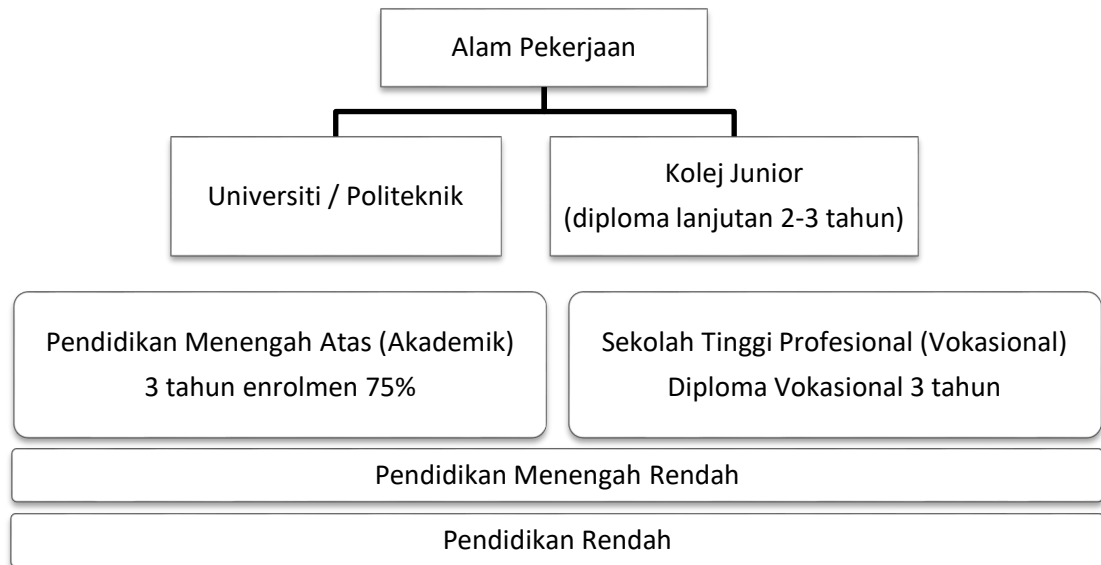 Alam Pekerjaan
Universiti / Politeknik
Kolej Junior
(diploma lanjutan 2-3 tahun)
Pendidikan Menengah Atas (Akademik)
3 tahun enrolmen 75%
Sekolah Tinggi Profesional (Vokasional)
Diploma Vokasional 3 tahun
Pendidikan Menengah Rendah
Pendidikan Rendah